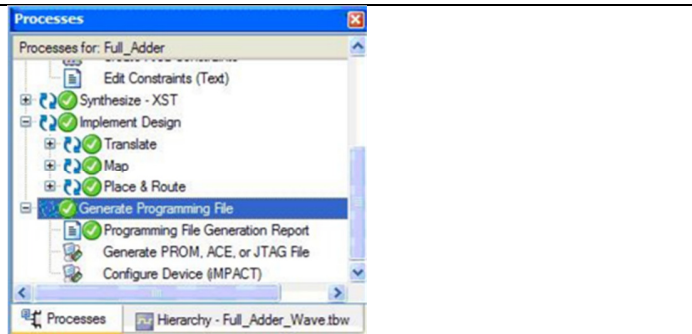 Processes
Processes for: Full_Adder
Edit Constraints (Text)
Synthesize - XST
Implement Design
Translate
Map
Place & Route
Generate Programming File
Programming File Generation Report
Generate PROM, ACE, or JTAG File
Configure Device (iMPACT)
Processes
Hierarchy - Full_Adder_Wave.tbw